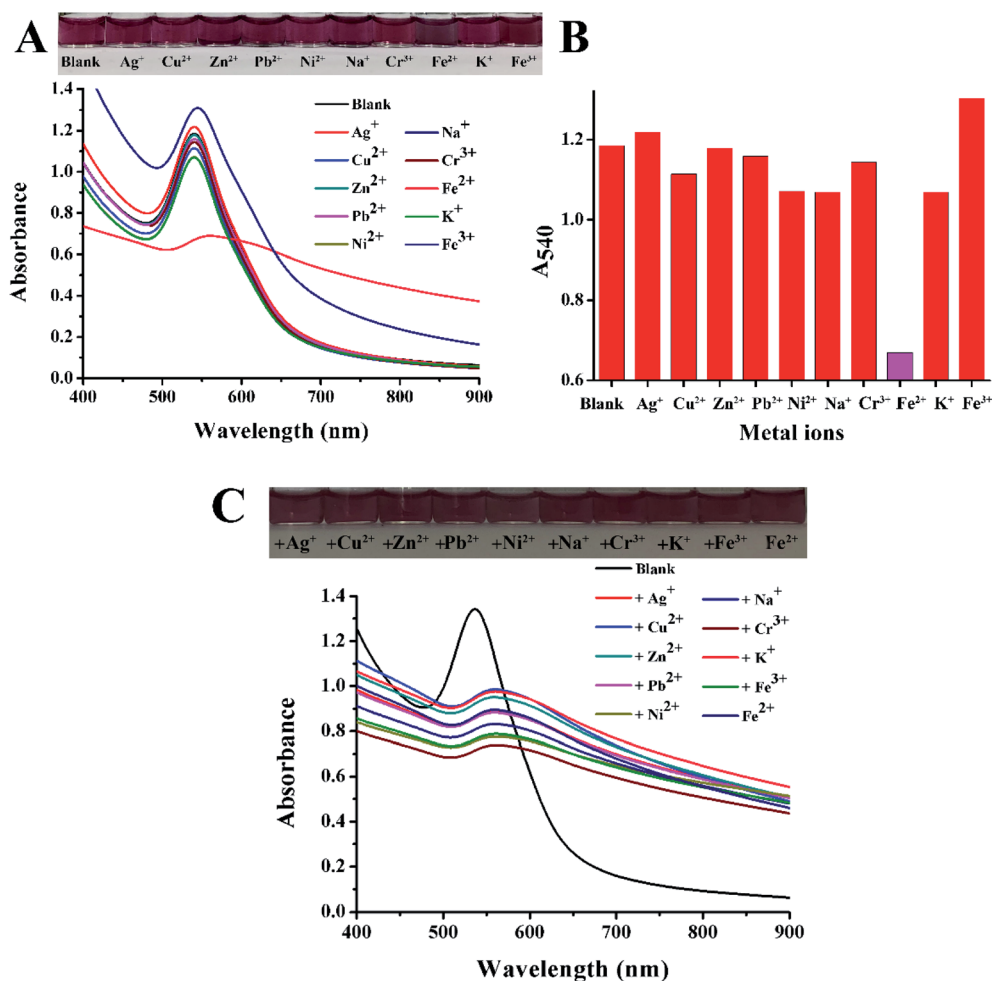 A
Blank Ag⁺ Cu²⁺ Zn²⁺ Pb²⁺ Ni²⁺ Na⁺ Cr³⁺ Fe²⁺ K⁺ Fe³⁺
1.4
1.2
1.0
0.8
0.6
0.4
0.2
0.0
Absorbance
Blank
Ag⁺
Cu²⁺
Zn²⁺
Pb²⁺
Ni²⁺
Na⁺
Cr³⁺
Fe²⁺
K⁺
Fe³⁺
400 500 600 700 800 900
Wavelength (nm)
B
1.2
1.0
0.8
0.6
A₅₄₀
Blank Ag⁺ Cu²⁺ Zn²⁺ Pb²⁺ Ni²⁺ Na⁺ Cr³⁺ Fe²⁺ K⁺ Fe³⁺
Metal ions
C
+Ag⁺ +Cu²⁺ +Zn²⁺ +Pb²⁺ +Ni²⁺ +Na⁺ +Cr³⁺ +K⁺ +Fe³⁺ Fe²⁺
1.4
1.2
1.0
0.8
0.6
0.4
0.2
0.0
Absorbance
Blank
+ Ag⁺
+ Cu²⁺
+ Zn²⁺
+ Pb²⁺
+ Ni²⁺
+ Na⁺
+ Cr³⁺
+ K⁺
+ Fe³⁺
Fe²⁺
400 500 600 700 800 900
Wavelength (nm)